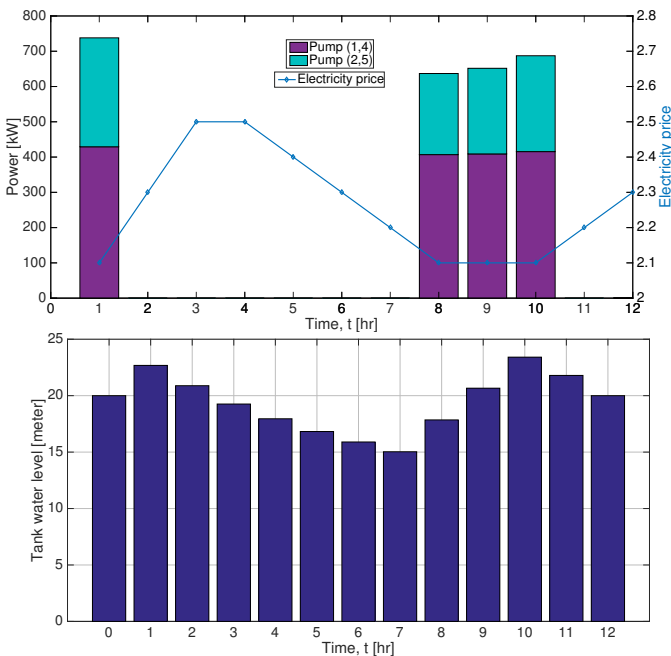 800
700
600
500
400
300
200
100
0
Power [kW]
Pump (1,4)
Pump (2,5)
Electricity price
2.8
2.7
2.6
2.5
2.4
2.3
2.2
2.1
2
Electricity price
0 1 2 3 4 5 6 7 8 9 10 11 12
Time, t [hr]
25
20
15
10
5
0
Tank water level [meter]
0 1 2 3 4 5 6 7 8 9 10 11 12
Time, t [hr]